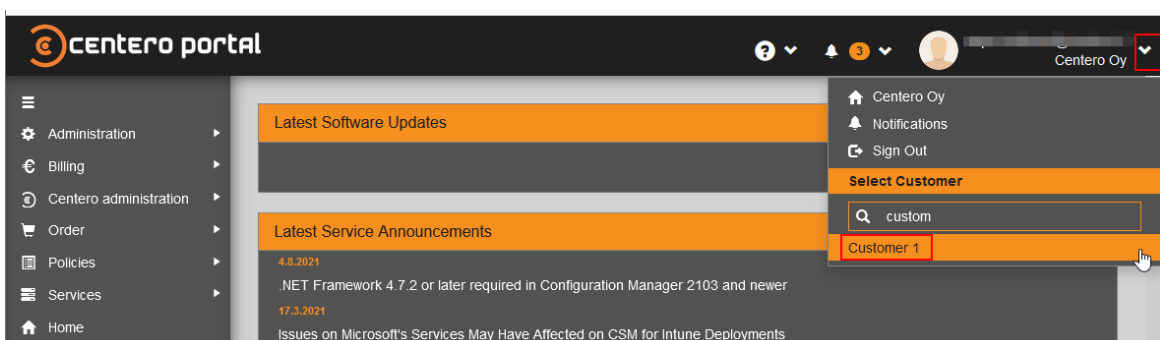 centero portal
?
3
Centero Oy
Administration
Billing
Centero administration
Order
Policies
Services
Home
Latest Software Updates
Latest Service Announcements
4.8.2021
.NET Framework 4.7.2 or later required in Configuration Manager 2103 and newer
17.3.2021
Issues on Microsoft's Services May Have Affected on CSM for Intune Deployments
Centero Oy
Notifications
Sign Out
Select Customer
custom
Customer 1